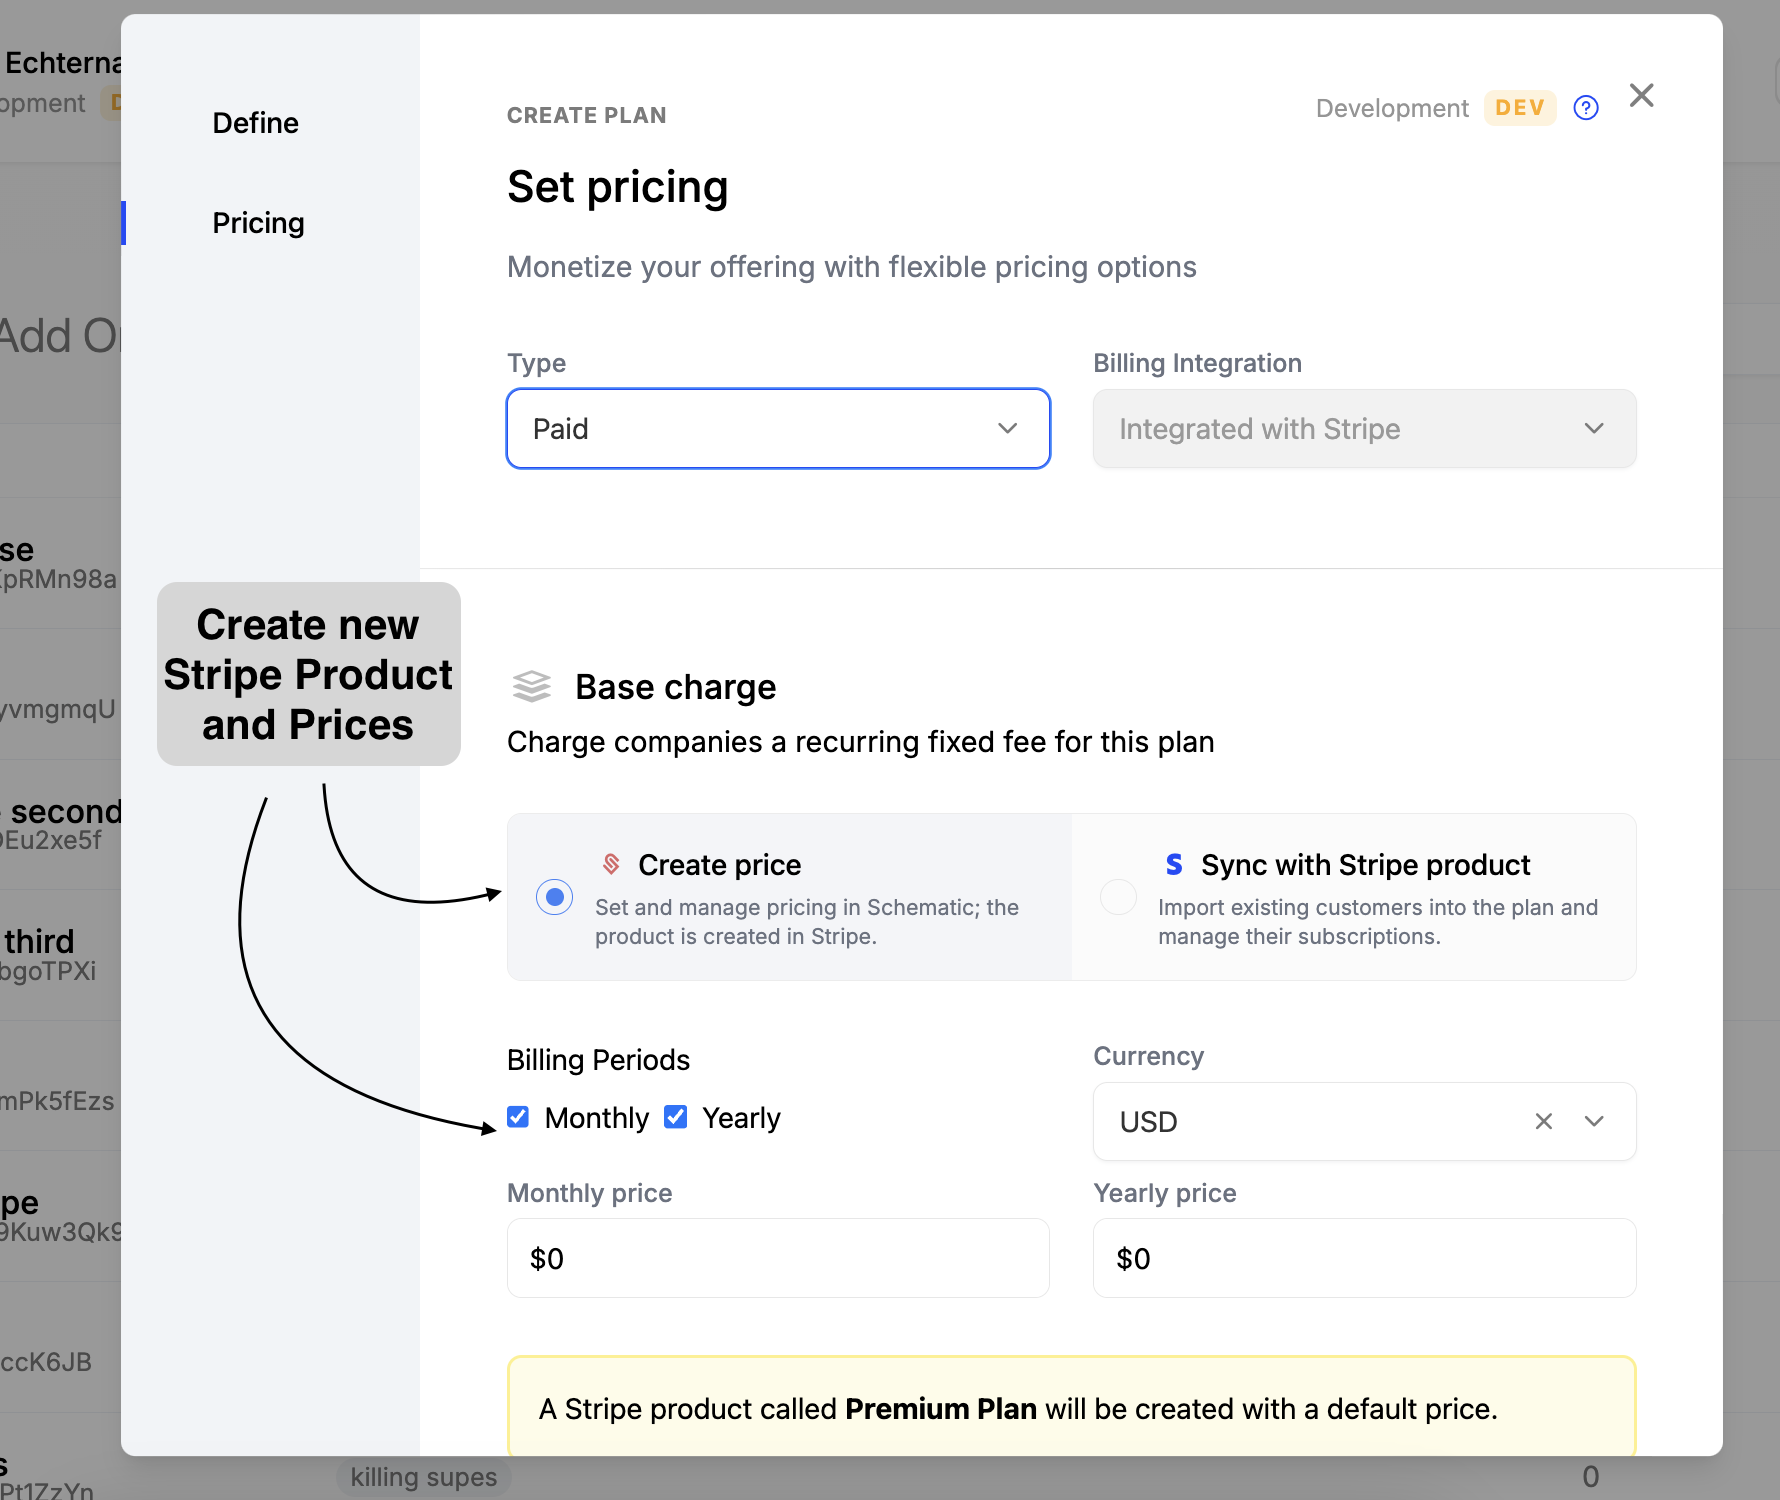 Echterna
opment
Add Or
se
KpRMn98a
yvmgmqU
- second
Eu2xe5f
third
bgoTPXi
mPk5fEzs
pe
9Kuw3Qk9
ccK6JB
s
Pt1ZzYn
killing supes
0
Define
Pricing
CREATE PLAN
Development DEV ?
Set pricing
Monetize your offering with flexible pricing options
Type
Paid
Billing Integration
Integrated with Stripe
Create new
Stripe Product
and Prices
Base charge
Charge companies a recurring fixed fee for this plan
Create price
Set and manage pricing in Schematic; the
product is created in Stripe.
S Sync with Stripe product
Import existing customers into the plan and
manage their subscriptions.
Billing Periods
Monthly Yearly
Currency
USD
Monthly price
$0
Yearly price
$0
A Stripe product called Premium Plan will be created with a default price.